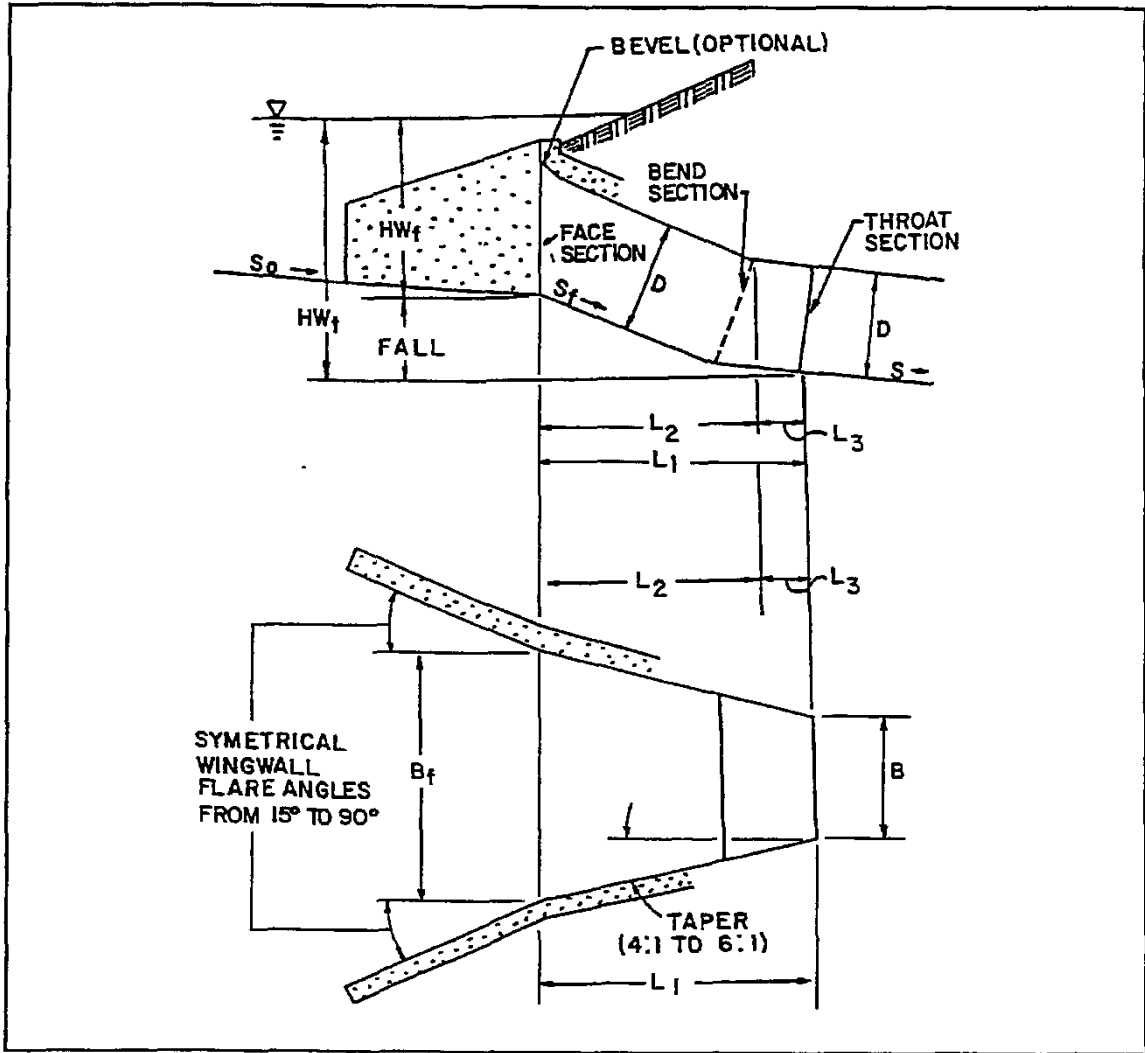 BEVEL (OPTIONAL)
BEND
SECTION
THROAT
SECTION
HWf
FACE
SECTION
So
Sf
D
HWt
FALL
D
S
L2
L3
L1
L2
L3
SYMETRICAL
WINGWALL
FLARE ANGLES
FROM 15° TO 90°
Bf
B
TAPER
(4:1 TO 6:1)
L1